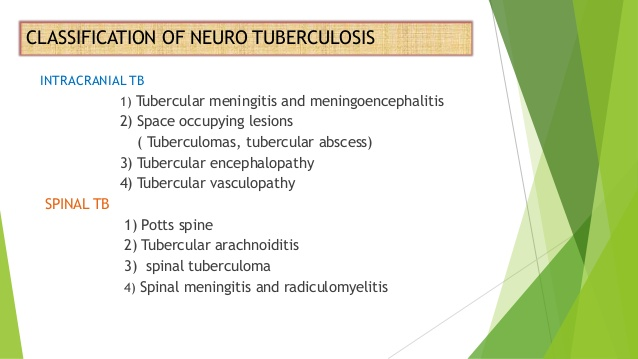 CLASSIFICATION OF NEURO TUBERCULOSIS
INTRACRANIAL TB
1) Tubercular meningitis and meningoencephalitis
2) Space occupying lesions
( Tuberculomas, tubercular abscess)
3) Tubercular encephalopathy
4) Tubercular vasculopathy
SPINAL TB
1) Potts spine
2) Tubercular arachnoiditis
3) spinal tuberculoma
4) Spinal meningitis and radiculomyelitis